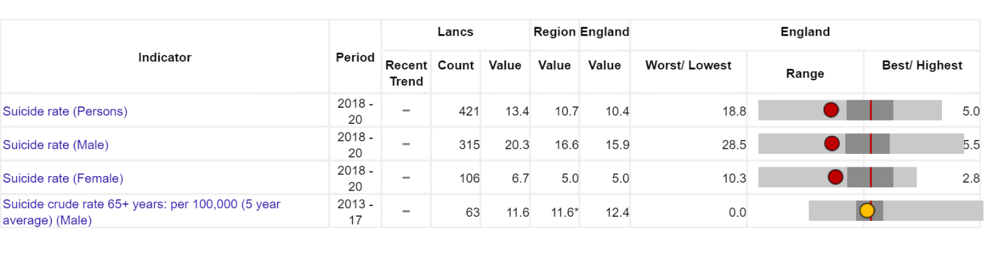 Lancs Region England England
Indicator Period
Recent Trend Count Value Value Value Worst/ Lowest Range Best/ Highest
Suicide rate (Persons) 2018 - 20 – 421 13.4 10.7 10.4 18.8 5.0
Suicide rate (Male) 2018 - 20 – 315 20.3 16.6 15.9 28.5 5.5
Suicide rate (Female) 2018 - 20 – 106 6.7 5.0 5.0 10.3 2.8
Suicide crude rate 65+ years: per 100,000 (5 year average) (Male) 2013 - 17 – 63 11.6 11.6* 12.4 0.0